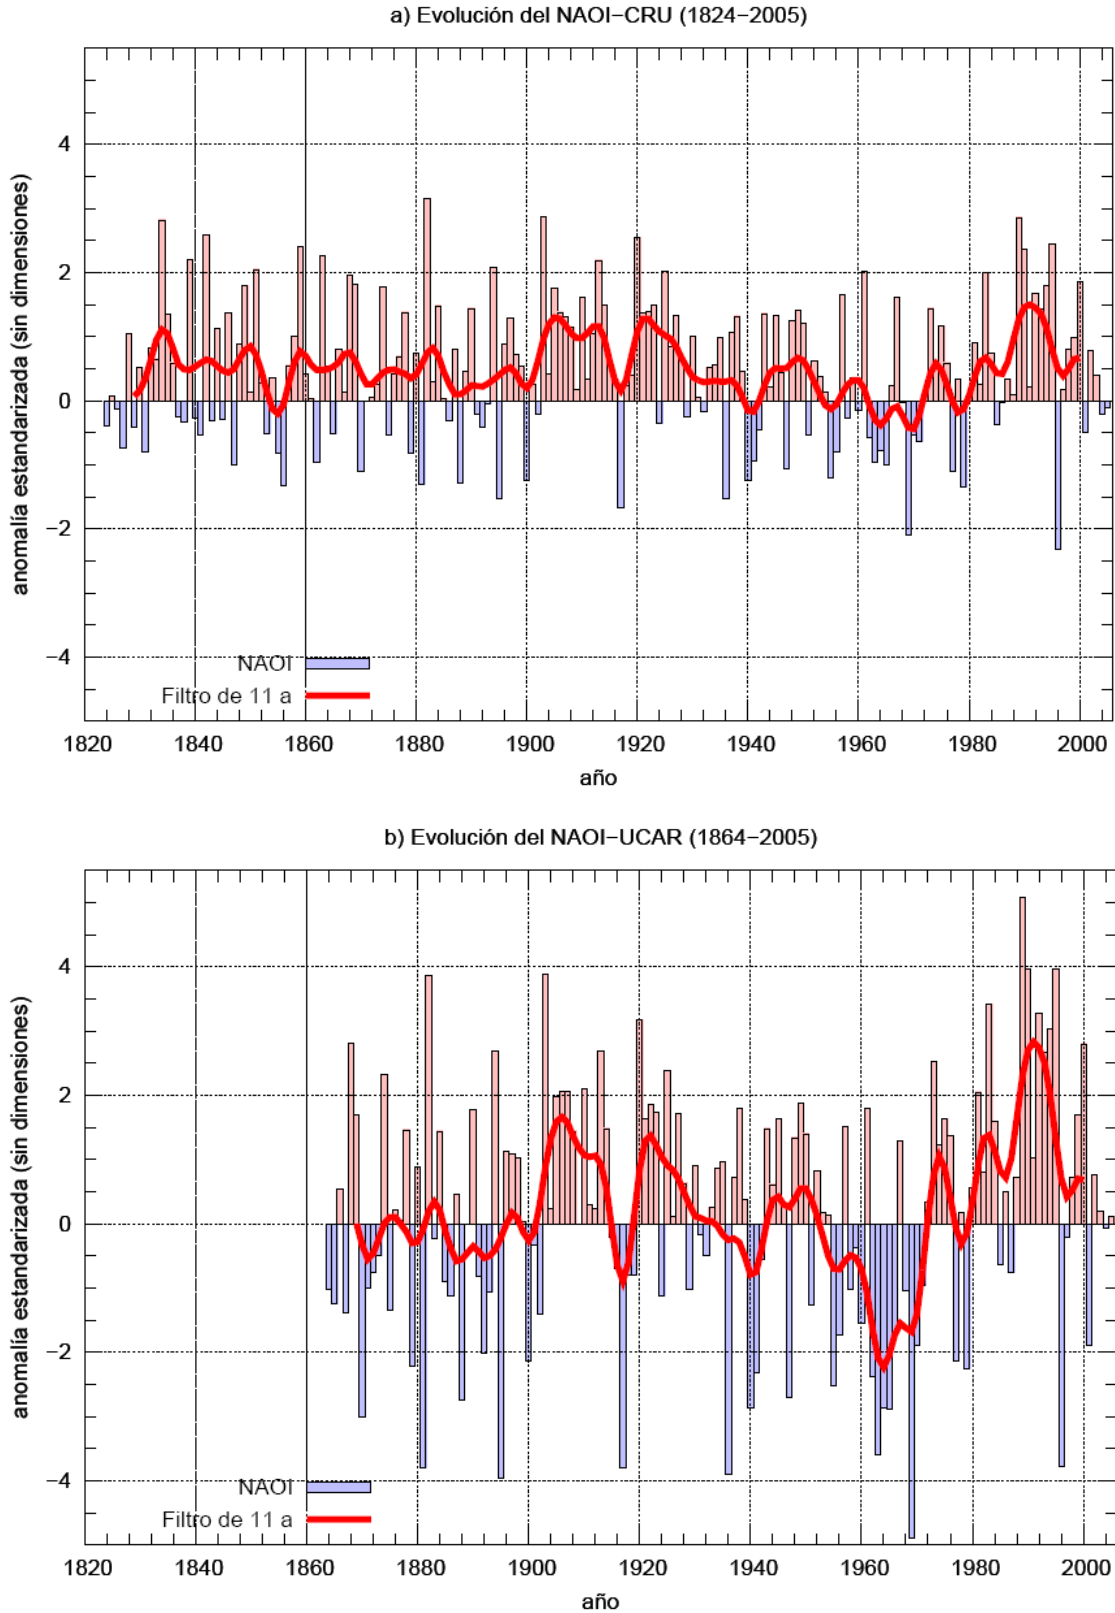 a) Evolución del NAOI−CRU (1824−2005)
4
2
0
−2
−4
anomalía estandarizada (sin dimensiones)
NAOI
Filtro de 11 a
1820 1840 1860 1880 1900 1920 1940 1960 1980 2000
año
b) Evolución del NAOI−UCAR (1864−2005)
4
2
0
−2
−4
anomalía estandarizada (sin dimensiones)
NAOI
Filtro de 11 a
1820 1840 1860 1880 1900 1920 1940 1960 1980 2000
año